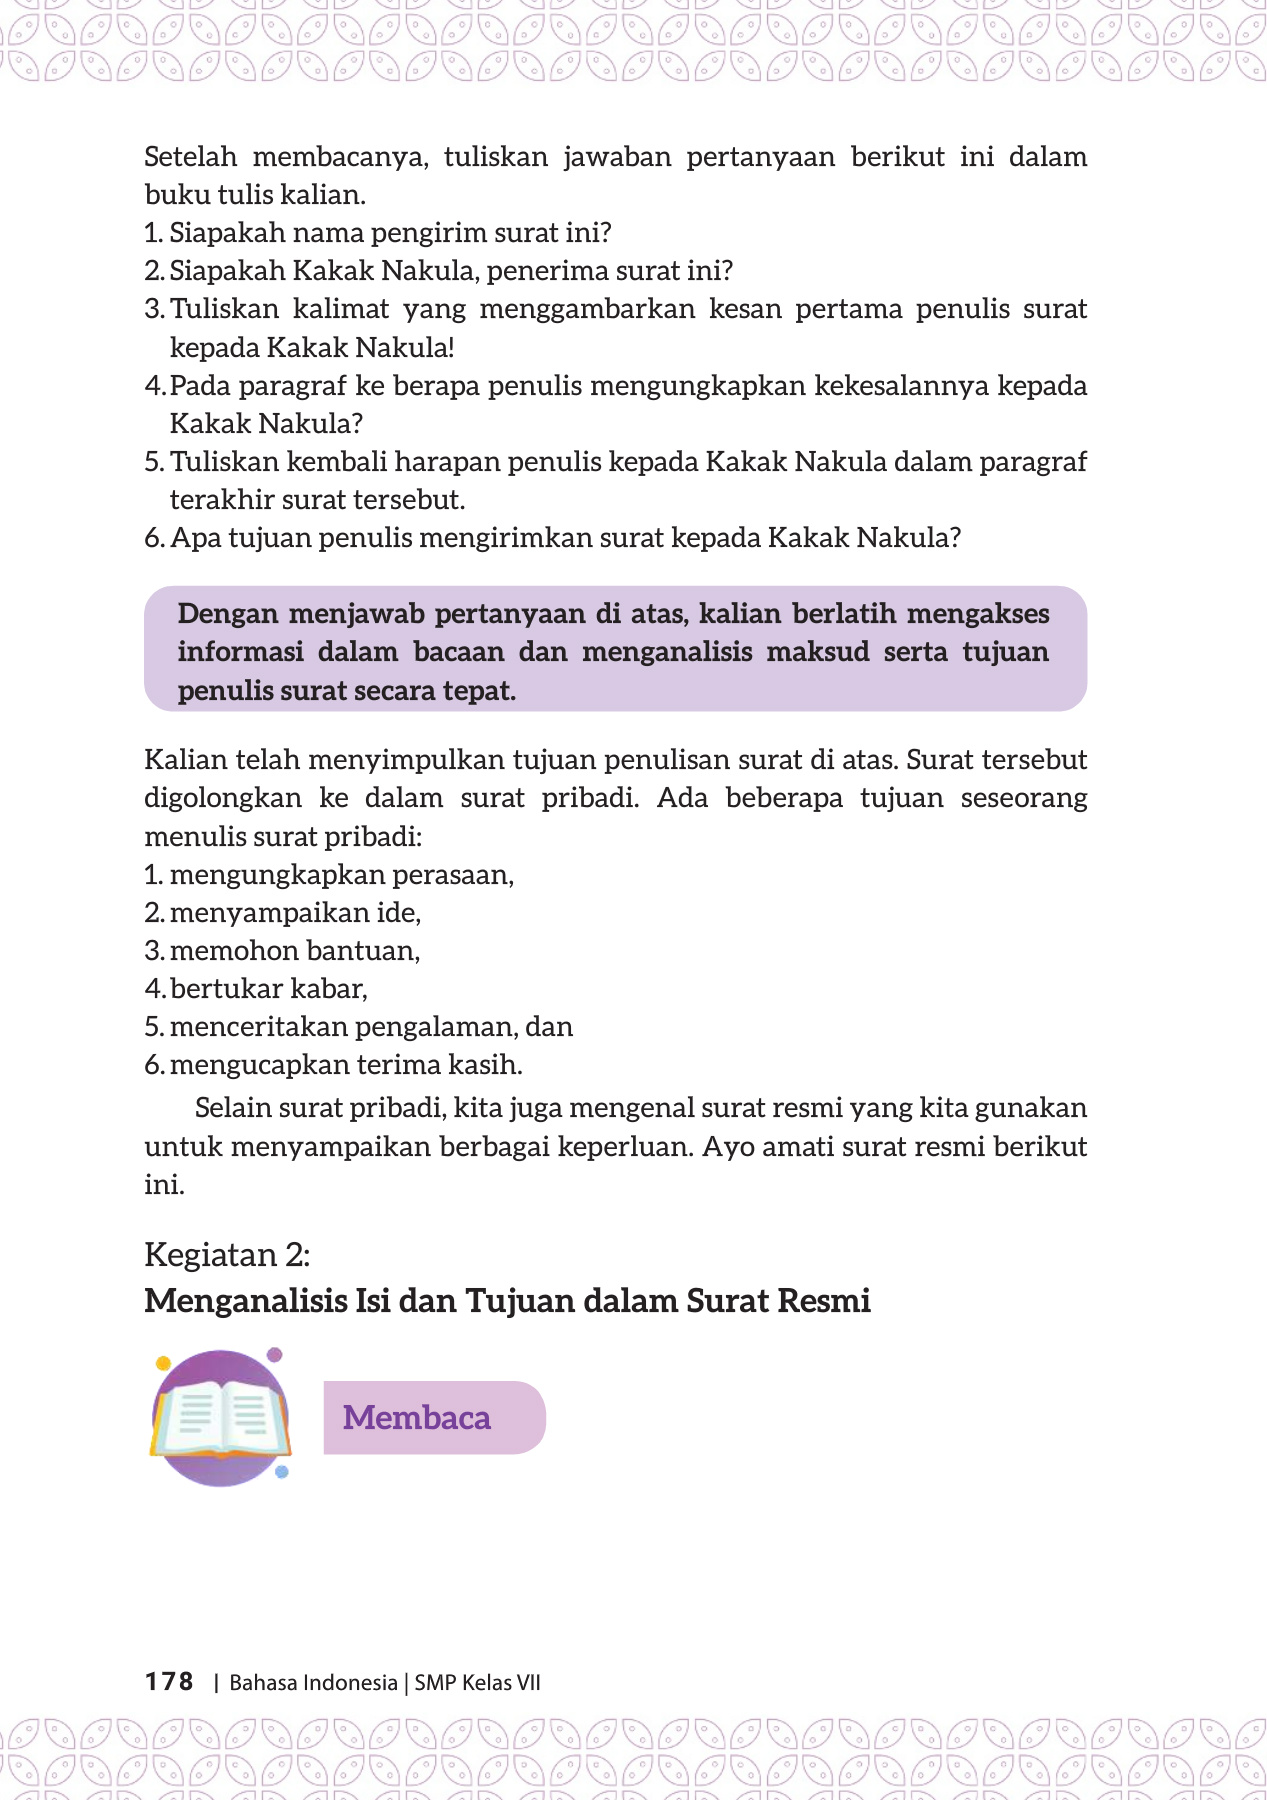 Setelah membacanya, tuliskan jawaban pertanyaan berikut ini dalam
buku tulis kalian.
1. Siapakah nama pengirim surat ini?
2. Siapakah Kakak Nakula, penerima surat ini?
3. Tuliskan kalimat yang menggambarkan kesan pertama penulis surat
kepada Kakak Nakula!
4. Pada paragraf ke berapa penulis mengungkapkan kekesalannya kepada
Kakak Nakula?
5. Tuliskan kembali harapan penulis kepada Kakak Nakula dalam paragraf
terakhir surat tersebut.
6. Apa tujuan penulis mengirimkan surat kepada Kakak Nakula?
Dengan menjawab pertanyaan di atas, kalian berlatih mengakses
informasi dalam bacaan dan menganalisis maksud serta tujuan
penulis surat secara tepat.
Kalian telah menyimpulkan tujuan penulisan surat di atas. Surat tersebut
digolongkan ke dalam surat pribadi. Ada beberapa tujuan seseorang
menulis surat pribadi:
1. mengungkapkan perasaan,
2. menyampaikan ide,
3. memohon bantuan,
4. bertukar kabar,
5. menceritakan pengalaman, dan
6. mengucapkan terima kasih.
Selain surat pribadi, kita juga mengenal surat resmi yang kita gunakan
untuk menyampaikan berbagai keperluan. Ayo amati surat resmi berikut
ini.
Kegiatan 2:
Menganalisis Isi dan Tujuan dalam Surat Resmi
Membaca
178 | Bahasa Indonesia | SMP Kelas VII